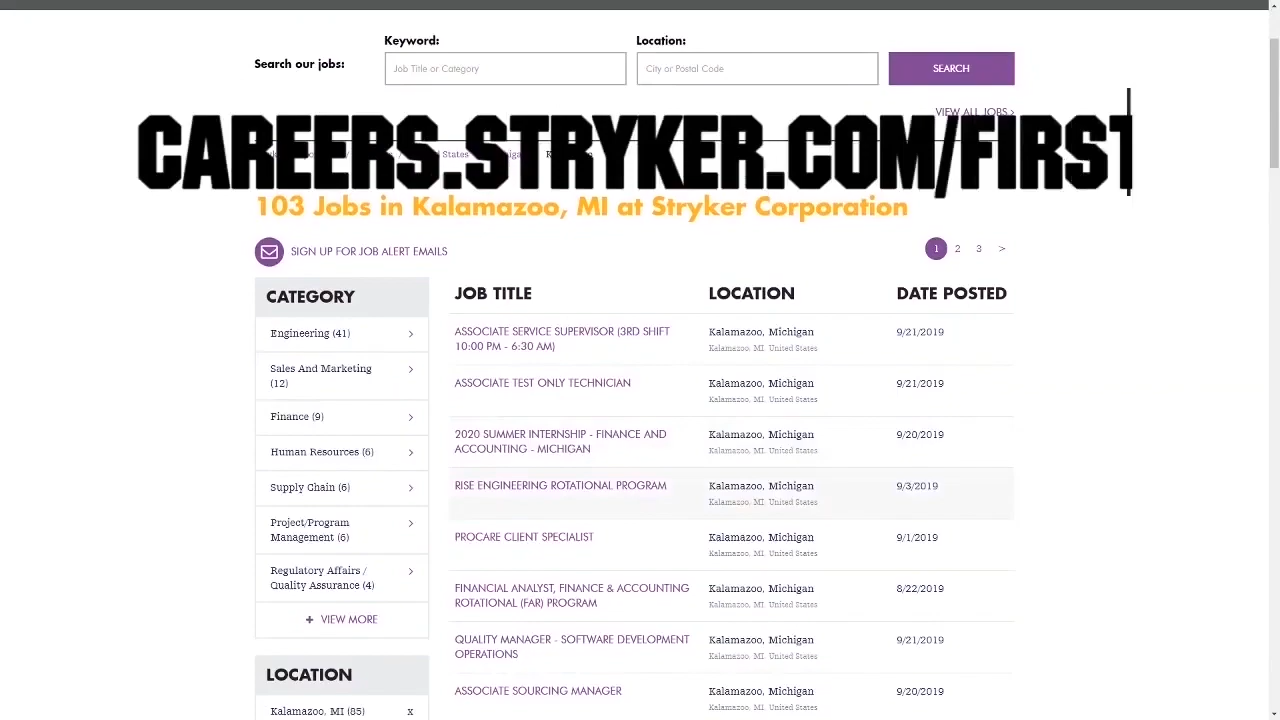 Keyword:
Location:
Search our jobs:
Job Title or Category
City or Postal Code
SEARCH
VIEW ALL JOBS >
CAREERS.STRYKER.COM/FIRST
103 Jobs in Kalamazoo, MI at Stryker Corporation
SIGN UP FOR JOB ALERT EMAILS
1 2 3 >
CATEGORY
Engineering (41) >
Sales And Marketing >
(12)
Finance (9) >
Human Resources (6) >
Supply Chain (6) >
Project/Program >
Management (6)
Regulatory Affairs / >
Quality Assurance (4)
+ VIEW MORE
LOCATION
Kalamazoo, MI (85) x
JOB TITLE LOCATION DATE POSTED
ASSOCIATE SERVICE SUPERVISOR (3RD SHIFT Kalamazoo, Michigan 9/21/2019
10:00 PM - 6:30 AM) Kalamazoo, MI, United States
ASSOCIATE TEST ONLY TECHNICIAN Kalamazoo, Michigan 9/21/2019
Kalamazoo, MI, United States
2020 SUMMER INTERNSHIP - FINANCE AND Kalamazoo, Michigan 9/20/2019
ACCOUNTING - MICHIGAN Kalamazoo, MI, United States
RISE ENGINEERING ROTATIONAL PROGRAM Kalamazoo, Michigan 9/3/2019
Kalamazoo, MI, United States
PROCARE CLIENT SPECIALIST Kalamazoo, Michigan 9/1/2019
Kalamazoo, MI, United States
FINANCIAL ANALYST, FINANCE & ACCOUNTING Kalamazoo, Michigan 8/22/2019
ROTATIONAL (FAR) PROGRAM Kalamazoo, MI, United States
QUALITY MANAGER - SOFTWARE DEVELOPMENT Kalamazoo, Michigan 9/21/2019
OPERATIONS Kalamazoo, MI, United States
ASSOCIATE SOURCING MANAGER Kalamazoo, Michigan 9/20/2019
Kalamazoo, MI, United States